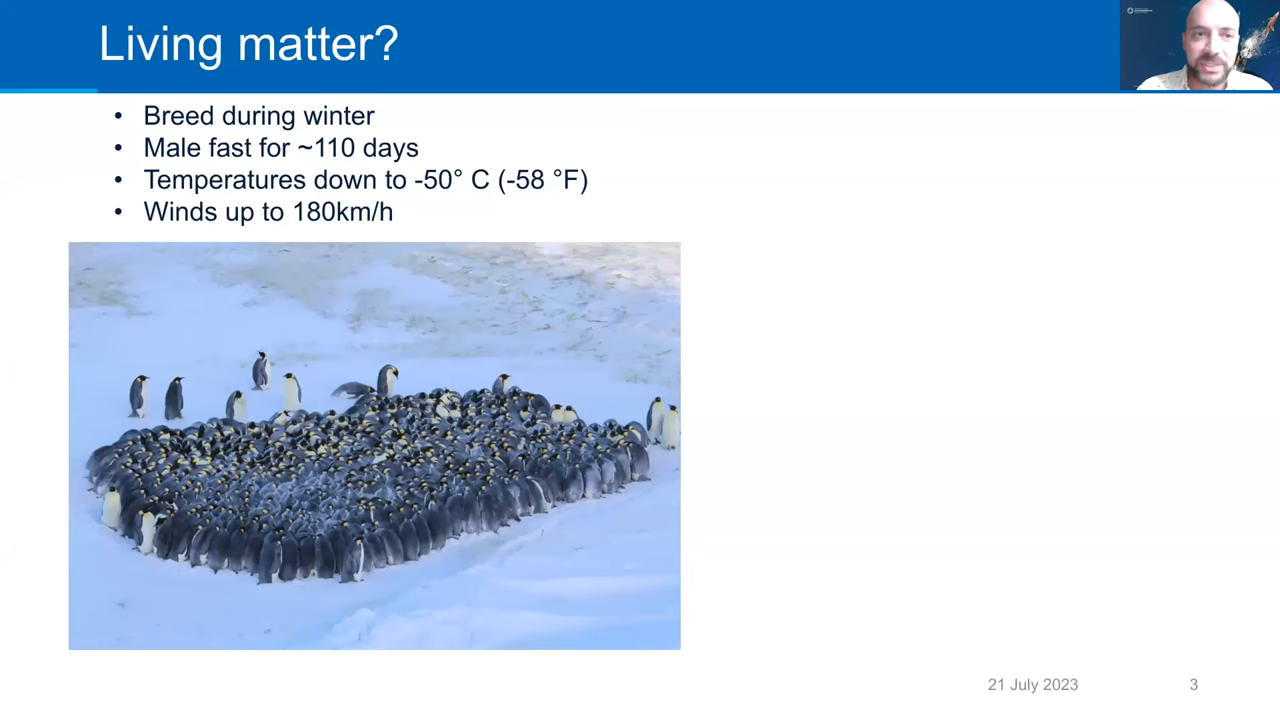 Living matter?
• Breed during winter
• Male fast for ~110 days
• Temperatures down to -50° C (-58 °F)
• Winds up to 180km/h
21 July 2023
3